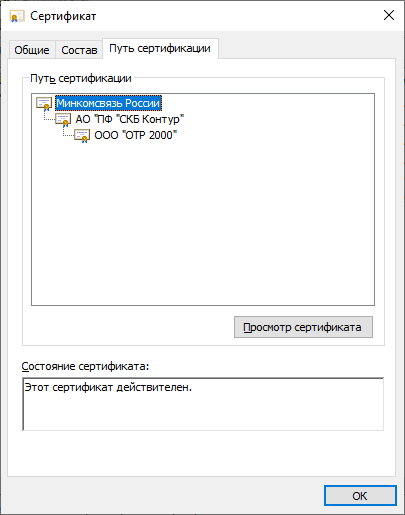 Сертификат
Общие Состав Путь сертификации
Путь сертификации
Минкомсвязь России
АО "ПФ "СКБ Контур"
ООО "ОТР 2000"
Просмотр сертификата
Состояние сертификата:
Этот сертификат действителен.
ОК